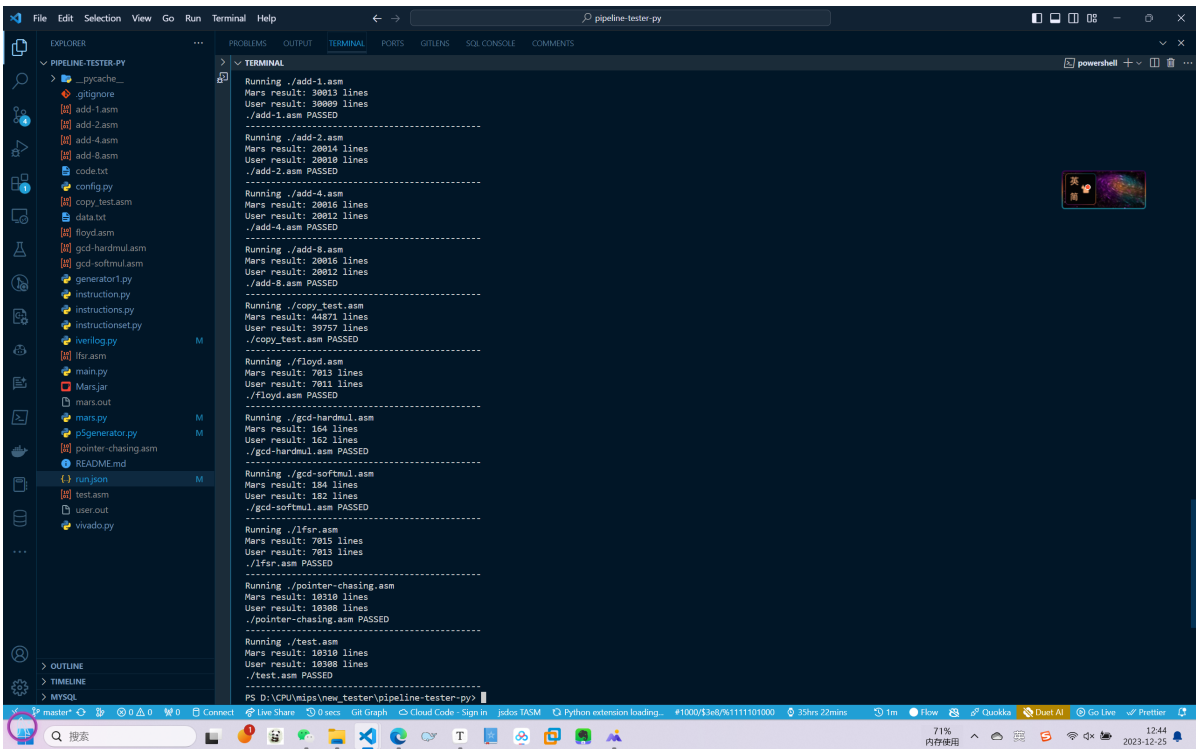 File Edit Selection View Go Run Terminal Help
pipeline-tester-py
EXPLORER
PROBLEMS OUTPUT TERMINAL PORTS GITLENS SQL CONSOLE COMMENTS
PIPELINE-TESTER-PY
__pycache__
.gitignore
add-1.asm
add-2.asm
add-4.asm
add-8.asm
code.txt
config.py
copy_test.asm
data.txt
floyd.asm
gcd-hardmul.asm
gcd-softmul.asm
generator1.py
instruction.py
instructions.py
instructionset.py
iverilog.py M
lfsr.asm
main.py
Mars.jar
mars.out
mars.py M
p5generator.py M
pointer-chasing.asm
README.md
run.json M
test.asm
user.out
vivado.py
OUTLINE
TIMELINE
MYSQL
4
1
TERMINAL
powershell
Running ./add-1.asm
Mars result: 30013 lines
User result: 30009 lines
./add-1.asm PASSED
---------------------------------------------
Running ./add-2.asm
Mars result: 20014 lines
User result: 20010 lines
./add-2.asm PASSED
---------------------------------------------
Running ./add-4.asm
Mars result: 20016 lines
User result: 20012 lines
./add-4.asm PASSED
---------------------------------------------
Running ./add-8.asm
Mars result: 20016 lines
User result: 20012 lines
./add-8.asm PASSED
---------------------------------------------
Running ./copy_test.asm
Mars result: 44871 lines
User result: 39757 lines
./copy_test.asm PASSED
---------------------------------------------
Running ./floyd.asm
Mars result: 7013 lines
User result: 7011 lines
./floyd.asm PASSED
---------------------------------------------
Running ./gcd-hardmul.asm
Mars result: 164 lines
User result: 162 lines
./gcd-hardmul.asm PASSED
---------------------------------------------
Running ./gcd-softmul.asm
Mars result: 184 lines
User result: 182 lines
./gcd-softmul.asm PASSED
---------------------------------------------
Running ./lfsr.asm
Mars result: 7015 lines
User result: 7013 lines
./lfsr.asm PASSED
---------------------------------------------
Running ./pointer-chasing.asm
Mars result: 10310 lines
User result: 10308 lines
./pointer-chasing.asm PASSED
---------------------------------------------
Running ./test.asm
Mars result: 10310 lines
User result: 10308 lines
./test.asm PASSED
---------------------------------------------
PS D:\CPU\mips\new_tester\pipeline-tester-py>
英
简
master* 0 0 0 Connect Live Share 0 secs Git Graph Cloud Code - Sign in jsdos TASM Python extension loading... #1000/$3e8/%1111101000 35hrs 22mins 1m Flow Quokka Duet AI Go Live Prettier
搜索
71%
内存使用
英
12:44
2023-12-25